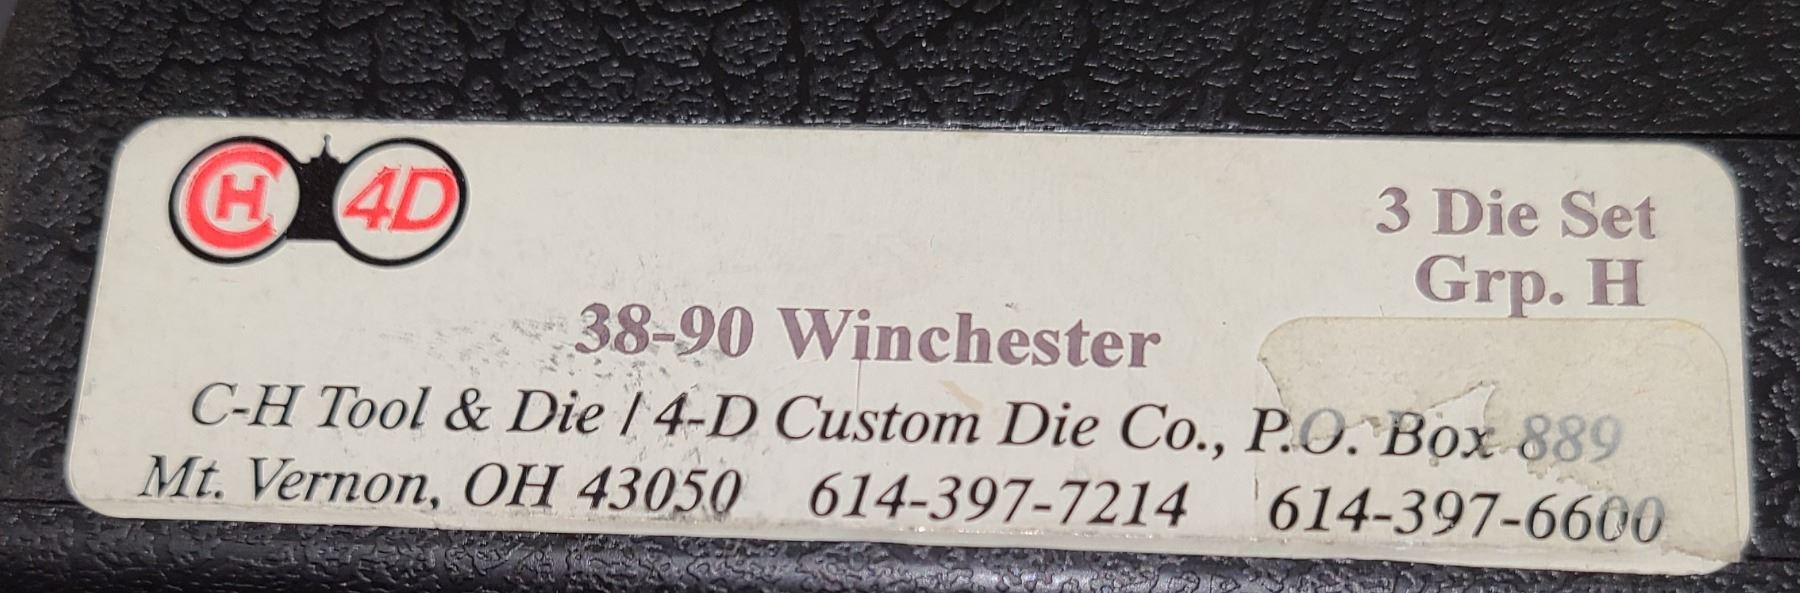 CH 4D
3 Die Set
Grp. H
38-90 Winchester
C-H Tool & Die / 4-D Custom Die Co., P.O. Box 889
Mt. Vernon, OH 43050 614-397-7214 614-397-6600